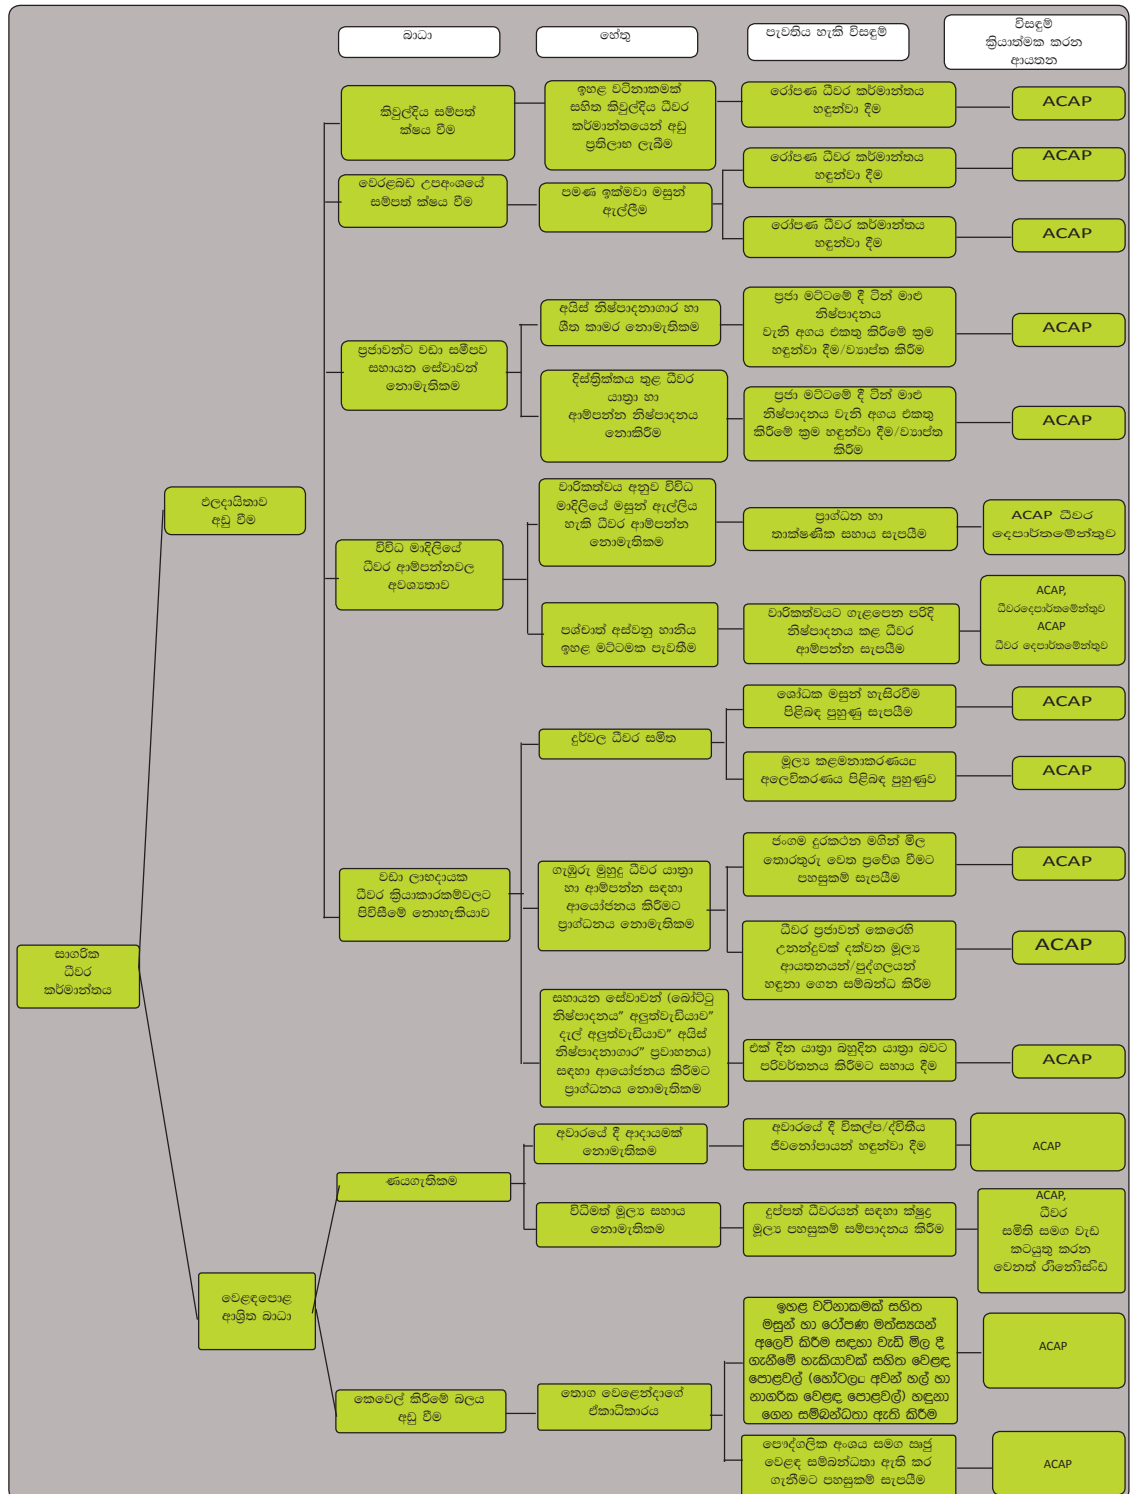 බාධා
හේතු
පැවතිය හැකි විසඳුම්
විසඳුම්
ක්‍රියාත්මක කරන
ආයතන
කිවුල්දිය සම්පත්
ක්ෂය වීම
ඉහළ වටිනාකමක්
සහිත කිවුල්දිය ධීවර
කර්මාන්තයෙන් අඩු
ප්‍රතිලාභ ලැබීම
රෝපණ ධීවර කර්මාන්තය
හඳුන්වා දීම
ACAP
වෙරළබඩ උපඅංශයේ
සම්පත් ක්ෂය වීම
පමණ ඉක්මවා මසුන්
ඇල්ලීම
රෝපණ ධීවර කර්මාන්තය
හඳුන්වා දීම
ACAP
රෝපණ ධීවර කර්මාන්තය
හඳුන්වා දීම
ACAP
ප්‍රජාවන්ට වඩා සමීපව
සහායන සේවාවන්
නොමැතිකම
අයිස් නිෂ්පාදනාගාර හා
ශීත කාමර නොමැතිකම
ප්‍රජා මට්ටමේ දී ටින් මාළු
නිෂ්පාදනය
වැනි අගය එකතු කිරීමේ ක්‍රම
හඳුන්වා දීම/ව්‍යාප්ත කිරීම
ACAP
දිස්ත්‍රික්කය තුළ ධීවර
යාත්‍රා හා
ආම්පන්න නිෂ්පාදනය
නොකිරීම
ප්‍රජා මට්ටමේ දී ටින් මාළු
නිෂ්පාදනය වැනි අගය එකතු
කිරීමේ ක්‍රම හඳුන්වා දීම/ව්‍යාප්ත
කිරීම
ACAP
ඵලදායිතාව
අඩු වීම
විවිධ මාදිලියේ
ධීවර ආම්පන්නවල
අවශ්‍යතාව
වාරිකත්වය අනුව විවිධ
මාදිලියේ මසුන් ඇල්ලිය
හැකි ධීවර ආම්පන්න
නොමැතිකම
ප්‍රාග්ධන හා
තාක්ෂණික සහාය සැපයීම
ACAP ධීවර
දෙපාර්තමේන්තුව
පශ්චාත් අස්වනු හානිය
ඉහළ මට්ටමක පැවතීම
වාරිකත්වයට ගැළපෙන පරිදි
නිෂ්පාදනය කළ ධීවර
ආම්පන්න සැපයීම
ACAP,
ධීවරදෙපාර්තමේන්තුව
ACAP
ධීවර දෙපාර්තමේන්තුව
වඩා ලාභදායක
ධීවර ක්‍රියාකාරකම්වලට
පිවිසීමේ නොහැකියාව
දුර්වල ධීවර සමිත
ශෝධක මසුන් හැසිරවීම
පිළිබඳ පුහුණු සැපයීම
ACAP
මූල්‍ය කළමනාකරණය□
අලෙවිකරණය පිළිබඳ පුහුණුව
ACAP
ගැඹුරු මුහුදු ධීවර යාත්‍රා
හා ආම්පන්න සඳහා
ආයෝජනය කිරීමට
ප්‍රාග්ධනය නොමැතිකම
ජංගම දුරකථන මගින් මිල
තොරතුරු වෙත ප්‍රවේශ වීමට
පහසුකම් සැපයීම
ACAP
ධීවර ප්‍රජාවන් කෙරෙහි
උනන්දුවක් දක්වන මූල්‍ය
ආයතනයන්/පුද්ගලයන්
හඳුනා ගෙන සම්බන්ධ කිරීම
ACAP
සහායන සේවාවන් (බෝට්ටු
නිෂ්පාදනය" අලුත්වැඩියාව"
දැල් අලුත්වැඩියාව" අයිස්
නිෂ්පාදනාගාර" ප්‍රවාහනය)
සඳහා ආයෝජනය කිරීමට
ප්‍රාග්ධනය නොමැතිකම
එක් දින යාත්‍රා බහුදින යාත්‍රා බවට
පරිවර්තනය කිරීමට සහාය දීම
ACAP
සාගරික
ධීවර
කර්මාන්තය
වෙළඳපොළ
ආශ්‍රිත බාධා
ණයගැතිකම
අවාරයේ දී ආදායමක්
නොමැතිකම
අවාරයේ දී විකල්ප/ද්විතීය
ජීවනෝපායන් හඳුන්වා දීම
ACAP
විධිමත් මූල්‍ය සහාය
නොමැතිකම
දුප්පත් ධීවරයන් සඳහා ක්ෂුද්‍ර
මූල්‍ය පහසුකම් සම්පාදනය කිරීම
ACAP,
ධීවර
සමිති සමග වැඩ
කටයුතු කරන
වෙනත්
කෙවෙල් කිරීමේ බලය
අඩු වීම
තොග වෙළෙන්දාගේ
ඒකාධිකාරය
ඉහළ වටිනාකමක් සහිත
මසුන් හා රෝපණ මත්ස්‍යයන්
අලෙවි කිරීම සඳහා වැඩි මිල දී
ගැනීමේ හැකියාවක් සහිත වෙළඳ
පොළවල් (හෝටල□ අවන් හල් හා
නාගරික වෙළඳ පොළවල්) හඳුනා
ගෙන සම්බන්ධතා ඇති කිරීම
ACAP
පෞද්ගලික අංශය සමග ඍජු
වෙළඳ සම්බන්ධතා ඇති කර
ගැනීමට පහසුකම් සැපයීම
ACAP